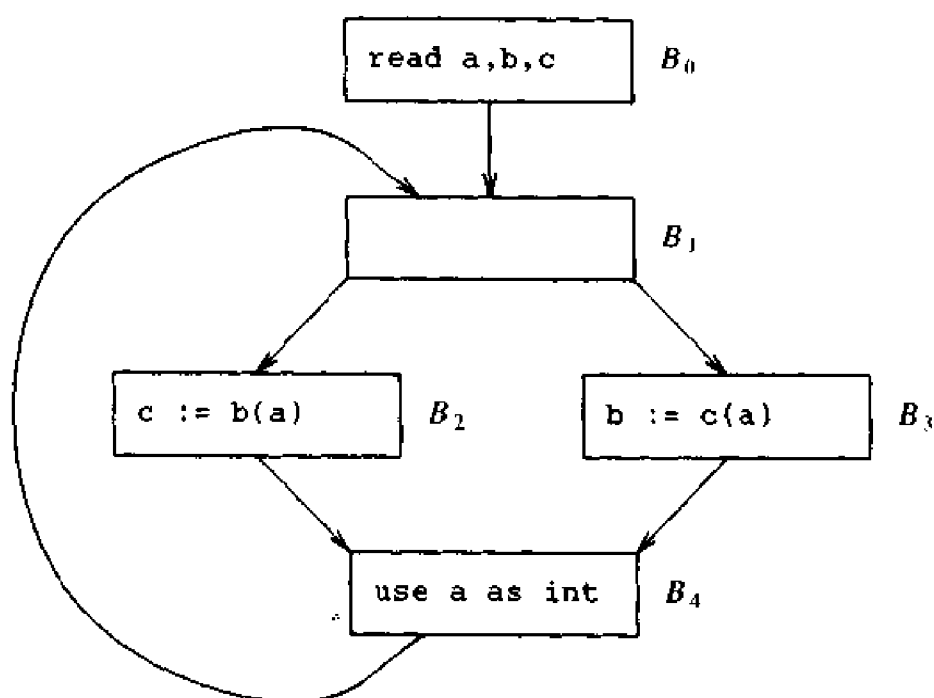 read a,b,c B₀
B₁
c := b(a) B₂
b := c(a) B₃
use a as int B₄